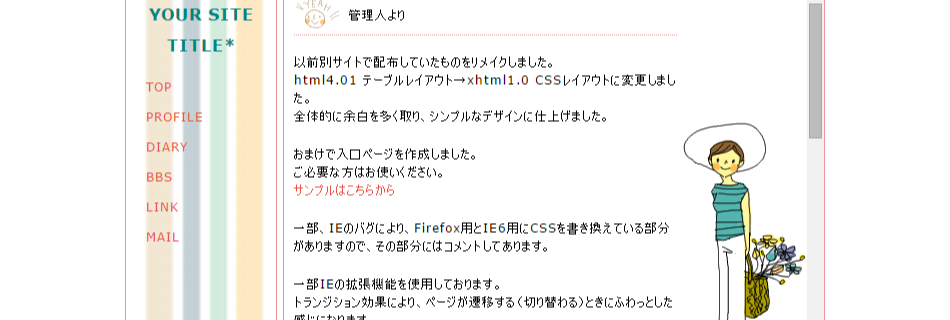 YOUR SITE
TITLE*
TOP
PROFILE
DIARY
BBS
LINK
MAIL
YEAH!!
管理人より
以前別サイトで配布していたものをリメイクしました。
html4.01 テーブルレイアウト→xhtml1.0 CSSレイアウトに変更しまし
た。
全体的に余白を多く取り、シンプルなデザインに仕上げました。
おまけで入口ページを作成しました。
ご必要な方はお使いください。
サンプルはこちらから
一部、IEのバグにより、Firefox用とIE6用にCSSを書き換えている部分
がありますので、その部分にはコメントしてあります。
一部IEの拡張機能を使用しております。
トランジション効果により、ページが遷移する（切り替わる）ときにふわっとした
感じになります。